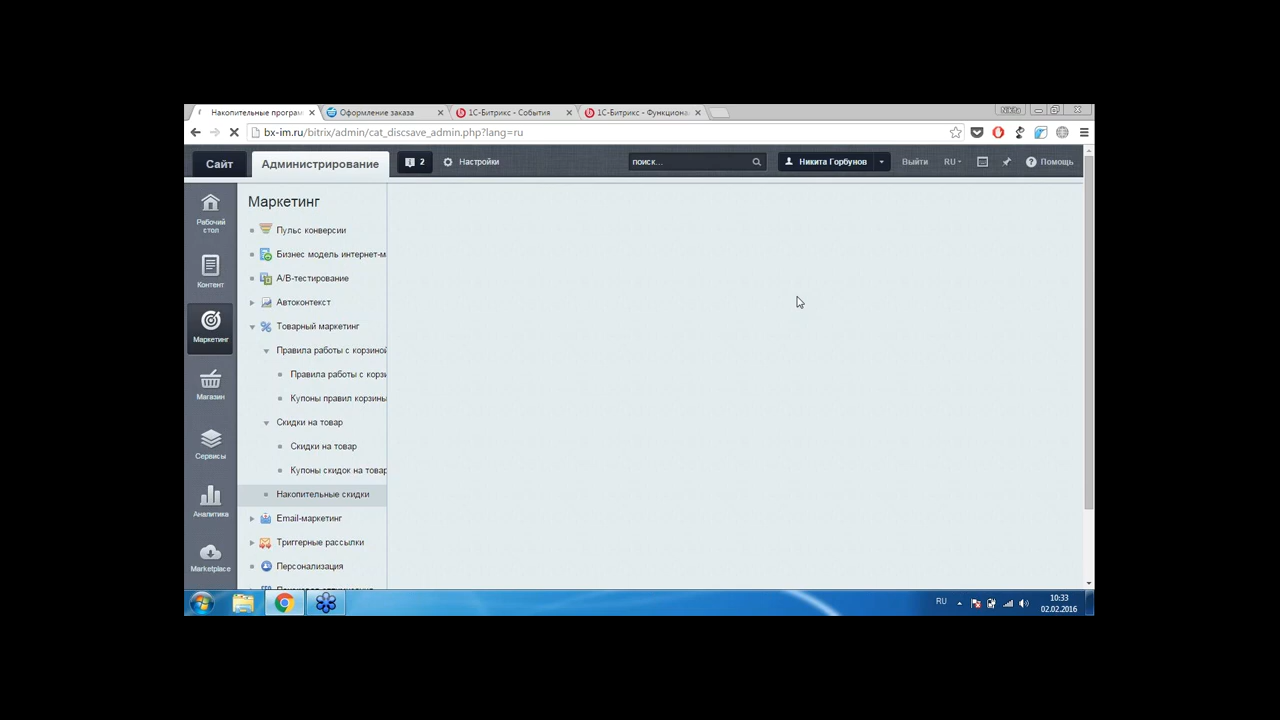 Накопительные програм
Оформление заказа
1С-Битрикс - События
1С-Битрикс - Функциона
Nikita
bx-im.ru/bitrix/admin/cat_discsave_admin.php?lang=ru
Сайт
Администрирование
2
Настройки
поиск...
Никита Горбунов
Выйти
RU
Помощь
Рабочий
стол
Контент
Маркетинг
Магазин
Сервисы
Аналитика
Marketplace
Маркетинг
Пульс конверсии
Бизнес модель интернет-м
A/B-тестирование
Автоконтекст
Товарный маркетинг
Правила работы с корзиной
Правила работы с корзи
Купоны правил корзины
Скидки на товар
Скидки на товар
Купоны скидок на товар
Накопительные скидки
Email-маркетинг
Триггерные рассылки
Персонализация
RU
10:33
02.02.2016